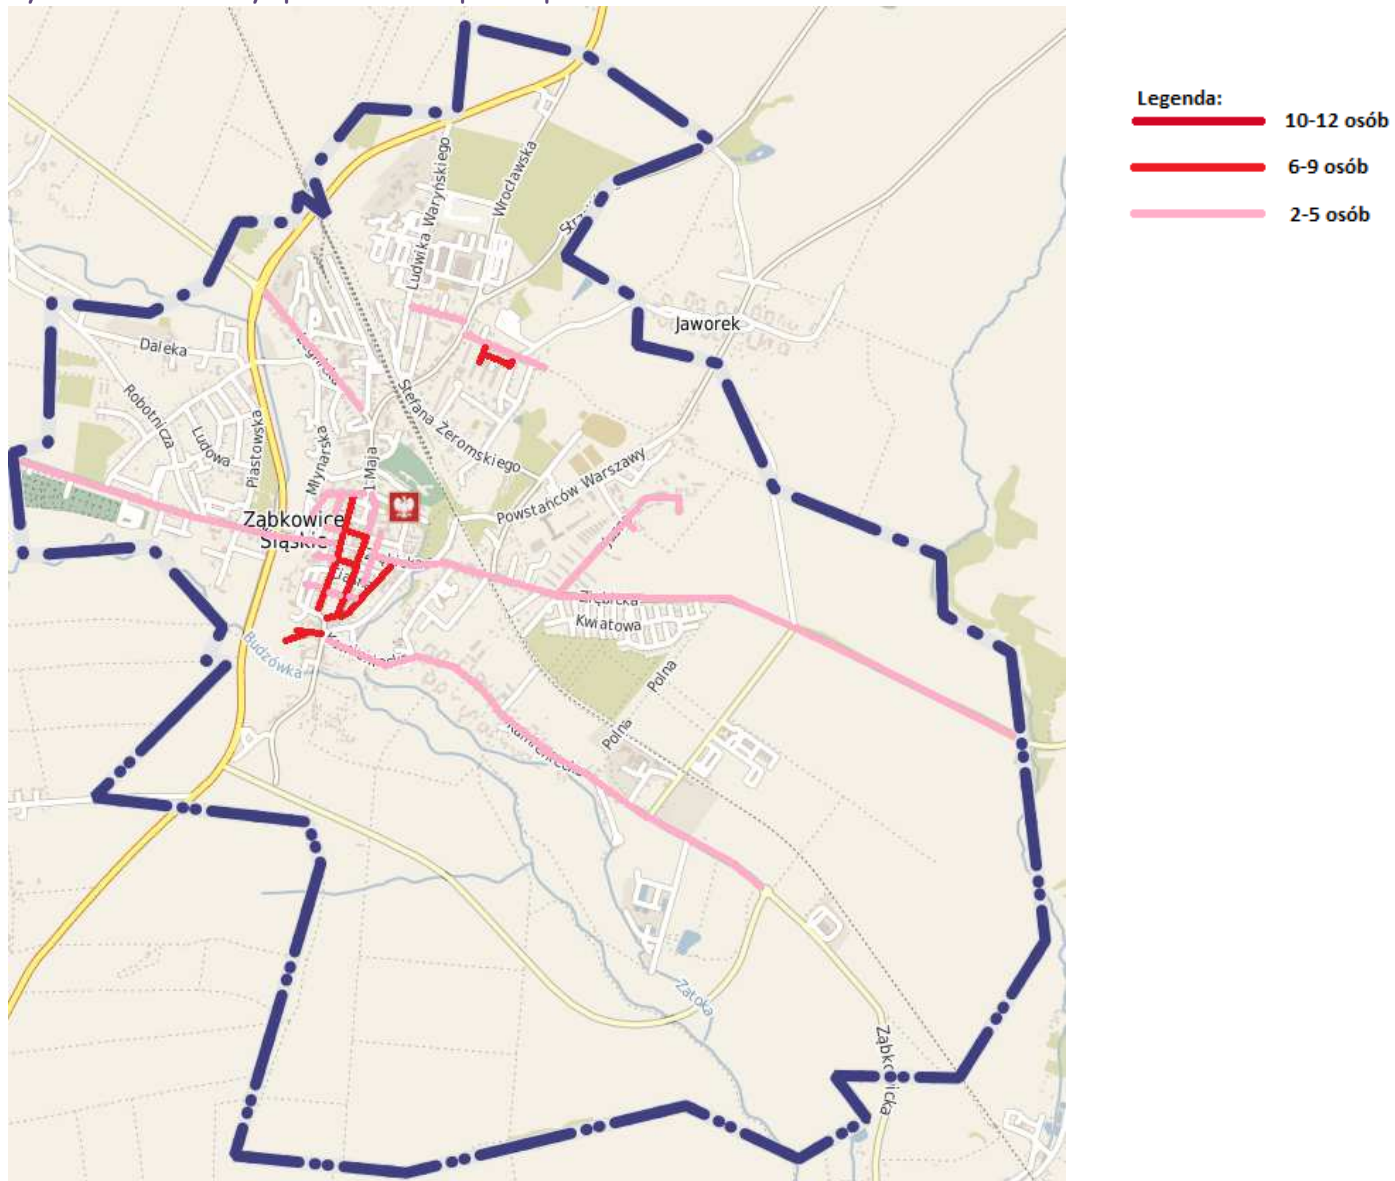 Legenda:
10-12 osób
6-9 osób
2-5 osób
Ludwika Waryńskiego
Wrocławska
Jaworek
Daleka
Robotnicza
Ludowa
Piastowska
Młynarska
1 Maja
Stefana Żeromskiego
Powstańców Warszawy
Ząbkowice
Śląskie
Ziębicka
Kwiatowa
Budzówka
Polna
Polna
Zatoka
Ząbkowicka